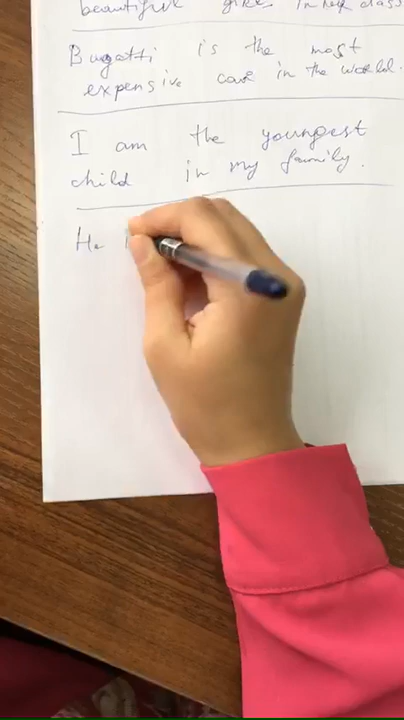 beautiful girl in her class
Bugatti is the most
expensive car in the world.
I am the youngest
child in my family.
He